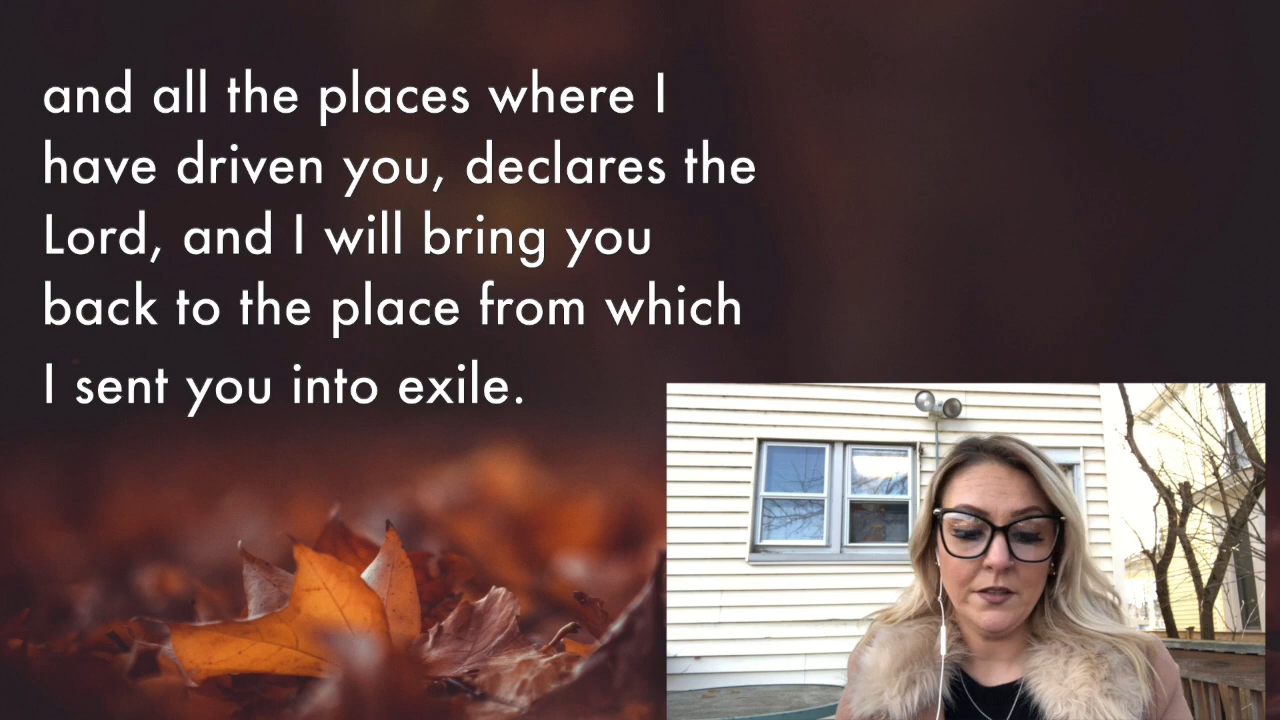 and all the places where I
have driven you, declares the
Lord, and I will bring you
back to the place from which
I sent you into exile.